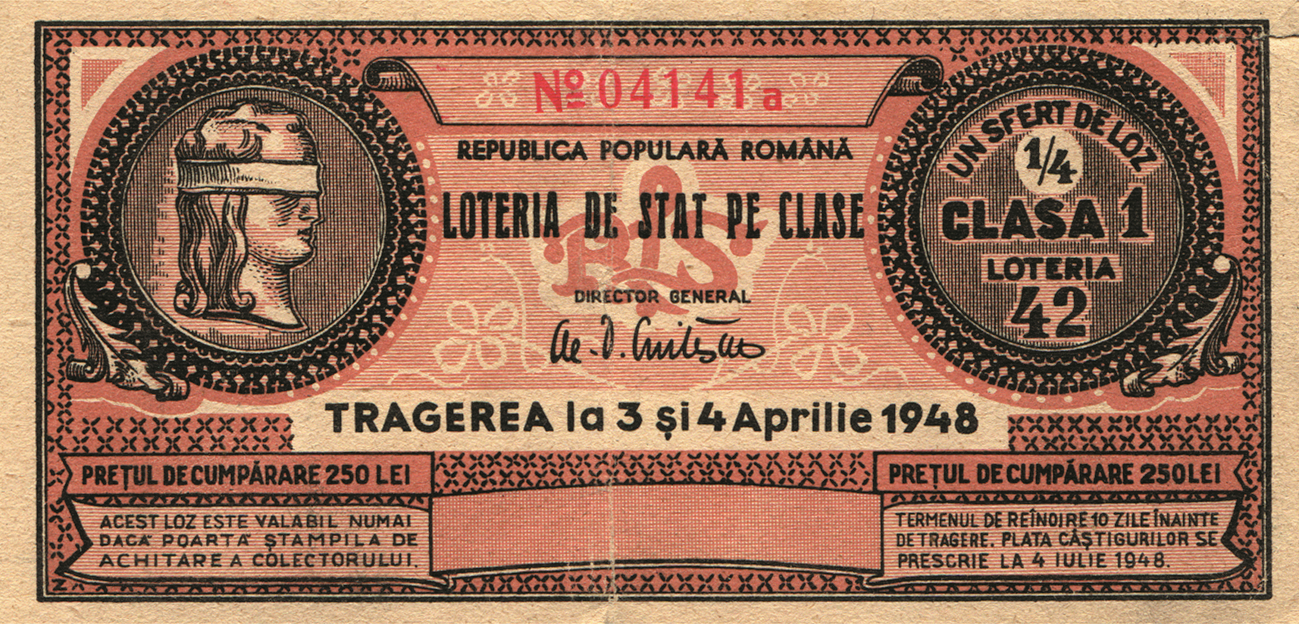 № 04141a
REPUBLICA POPULARĂ ROMÂNĂ
LOTERIA DE STAT PE CLASE
RLS
DIRECTOR GENERAL
UN SFERT DE LOZ
1/4
CLASA 1
LOTERIA
42
TRAGEREA la 3 și 4 Aprilie 1948
PREȚUL DE CUMPĂRARE 250 LEI
ACEST LOZ ESTE VALABIL NUMAI
DACĂ POARTĂ ȘTAMPILA DE
ACHITARE A COLECTORULUI.
PREȚUL DE CUMPĂRARE 250 LEI
TERMENUL DE REÎNOIRE 10 ZILE ÎNAINTE
DE TRAGERE. PLATA CÂȘTIGURILOR SE
PRESCRIE LA 4 IULIE 1948.